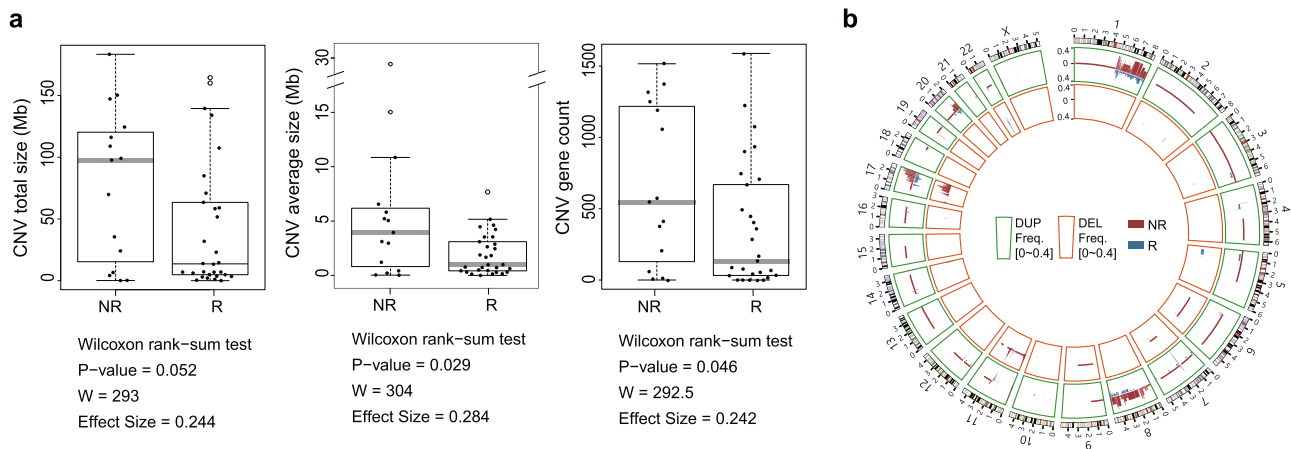 a
CNV total size (Mb)
150
100
50
0
NR
R
Wilcoxon rank−sum test
P−value = 0.052
W = 293
Effect Size = 0.244
CNV average size (Mb)
30
15
10
5
0
NR
R
Wilcoxon rank−sum test
P−value = 0.029
W = 304
Effect Size = 0.284
CNV gene count
1500
1000
500
0
NR
R
Wilcoxon rank−sum test
P−value = 0.046
W = 292.5
Effect Size = 0.242
b
1
2
3
4
5
6
7
8
9
10
11
12
13
14
15
16
17
18
19
20
21
22
X
0.4
0
0.4
0
0.4
DUP
Freq.
[0~0.4]
DEL
Freq.
[0~0.4]
NR
R